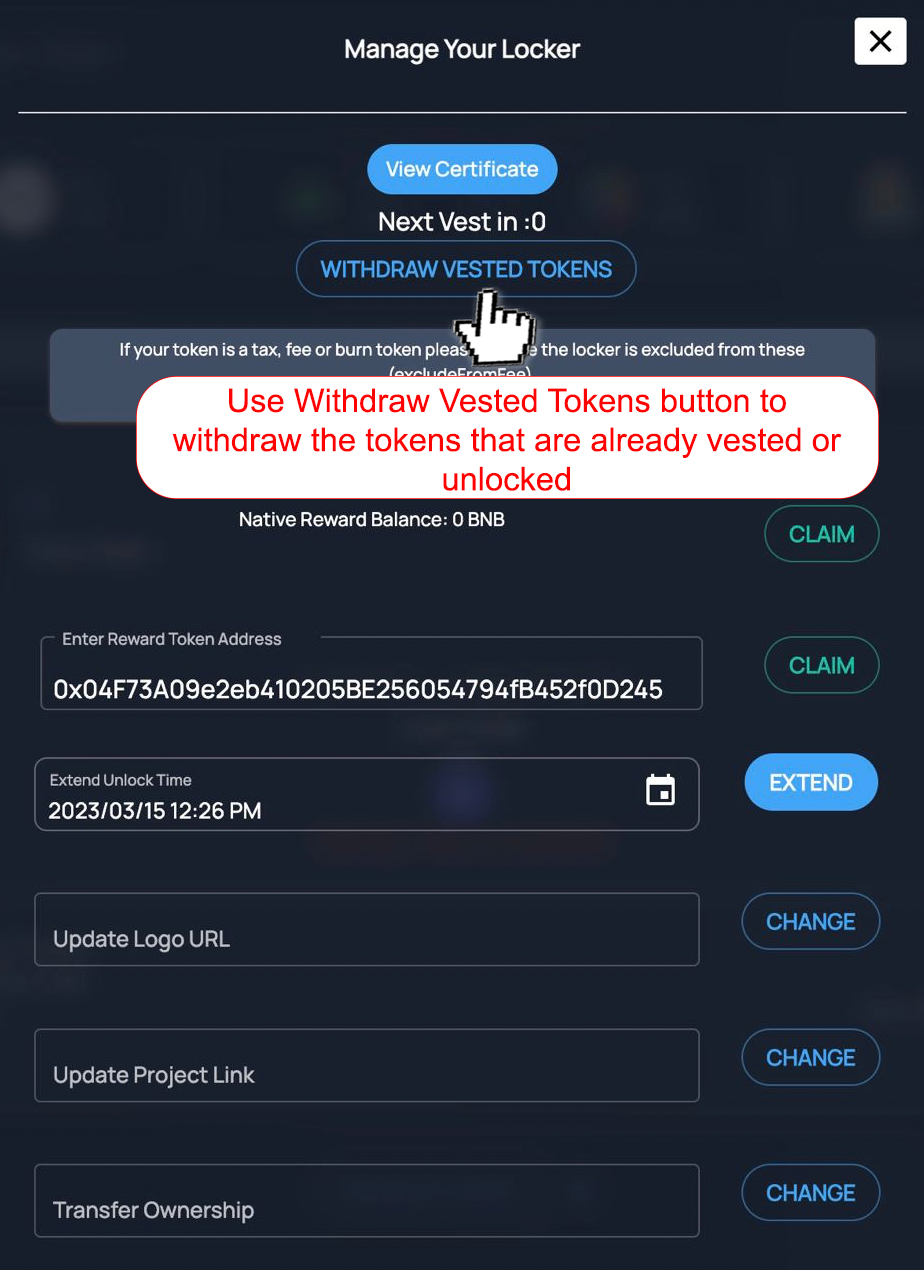 Manage Your Locker
View Certificate
Next Vest in :0
WITHDRAW VESTED TOKENS
If your token is a tax, fee or burn token the locker is excluded from these
(excludeFromFee)
Use Withdraw Vested Tokens button to
withdraw the tokens that are already vested or
unlocked
Native Reward Balance: 0 BNB
CLAIM
Enter Reward Token Address
0x04F73A09e2eb410205BE256054794fB452f0D245
CLAIM
Extend Unlock Time
2023/03/15 12:26 PM
EXTEND
Update Logo URL
CHANGE
Update Project Link
CHANGE
Transfer Ownership
CHANGE